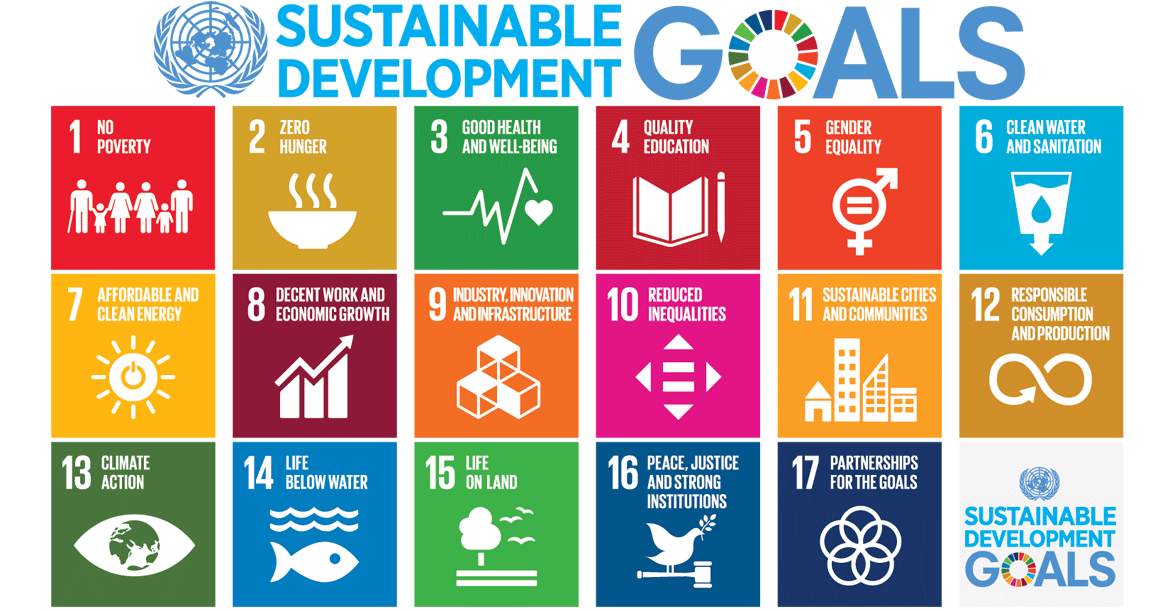 SUSTAINABLE
DEVELOPMENT
GOALS
1 NO
POVERTY
2 ZERO
HUNGER
3 GOOD HEALTH
AND WELL-BEING
4 QUALITY
EDUCATION
5 GENDER
EQUALITY
6 CLEAN WATER
AND SANITATION
7 AFFORDABLE AND
CLEAN ENERGY
8 DECENT WORK AND
ECONOMIC GROWTH
9 INDUSTRY, INNOVATION
AND INFRASTRUCTURE
10 REDUCED
INEQUALITIES
11 SUSTAINABLE CITIES
AND COMMUNITIES
12 RESPONSIBLE
CONSUMPTION
AND PRODUCTION
13 CLIMATE
ACTION
14 LIFE
BELOW WATER
15 LIFE
ON LAND
16 PEACE, JUSTICE
AND STRONG
INSTITUTIONS
17 PARTNERSHIPS
FOR THE GOALS
SUSTAINABLE
DEVELOPMENT
GOALS